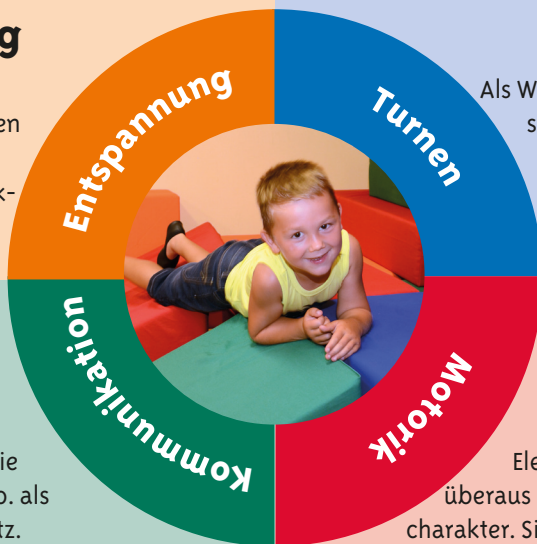 g
Entspannung
Turnen
Als W
en
s
k-
Kommunikation
Motorik
ie
o. als
tz.
Ele
überaus
charakter. Si